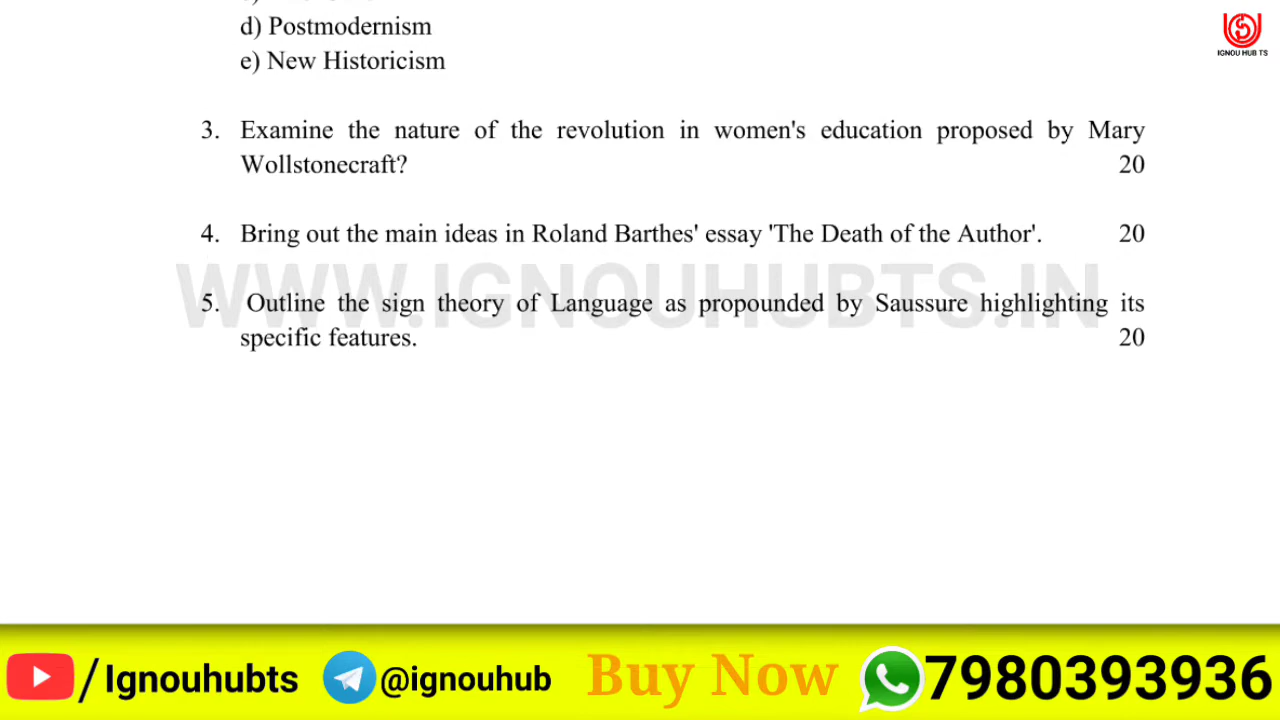 d) Postmodernism
e) New Historicism
IGNOU HUB TS
3. Examine the nature of the revolution in women's education proposed by Mary
Wollstonecraft? 20
4. Bring out the main ideas in Roland Barthes' essay 'The Death of the Author'. 20
WWW.IGNOUHUBTS.IN
5. Outline the sign theory of Language as propounded by Saussure highlighting its
specific features. 20
/Ignouhubts @ignouhub Buy Now 7980393936